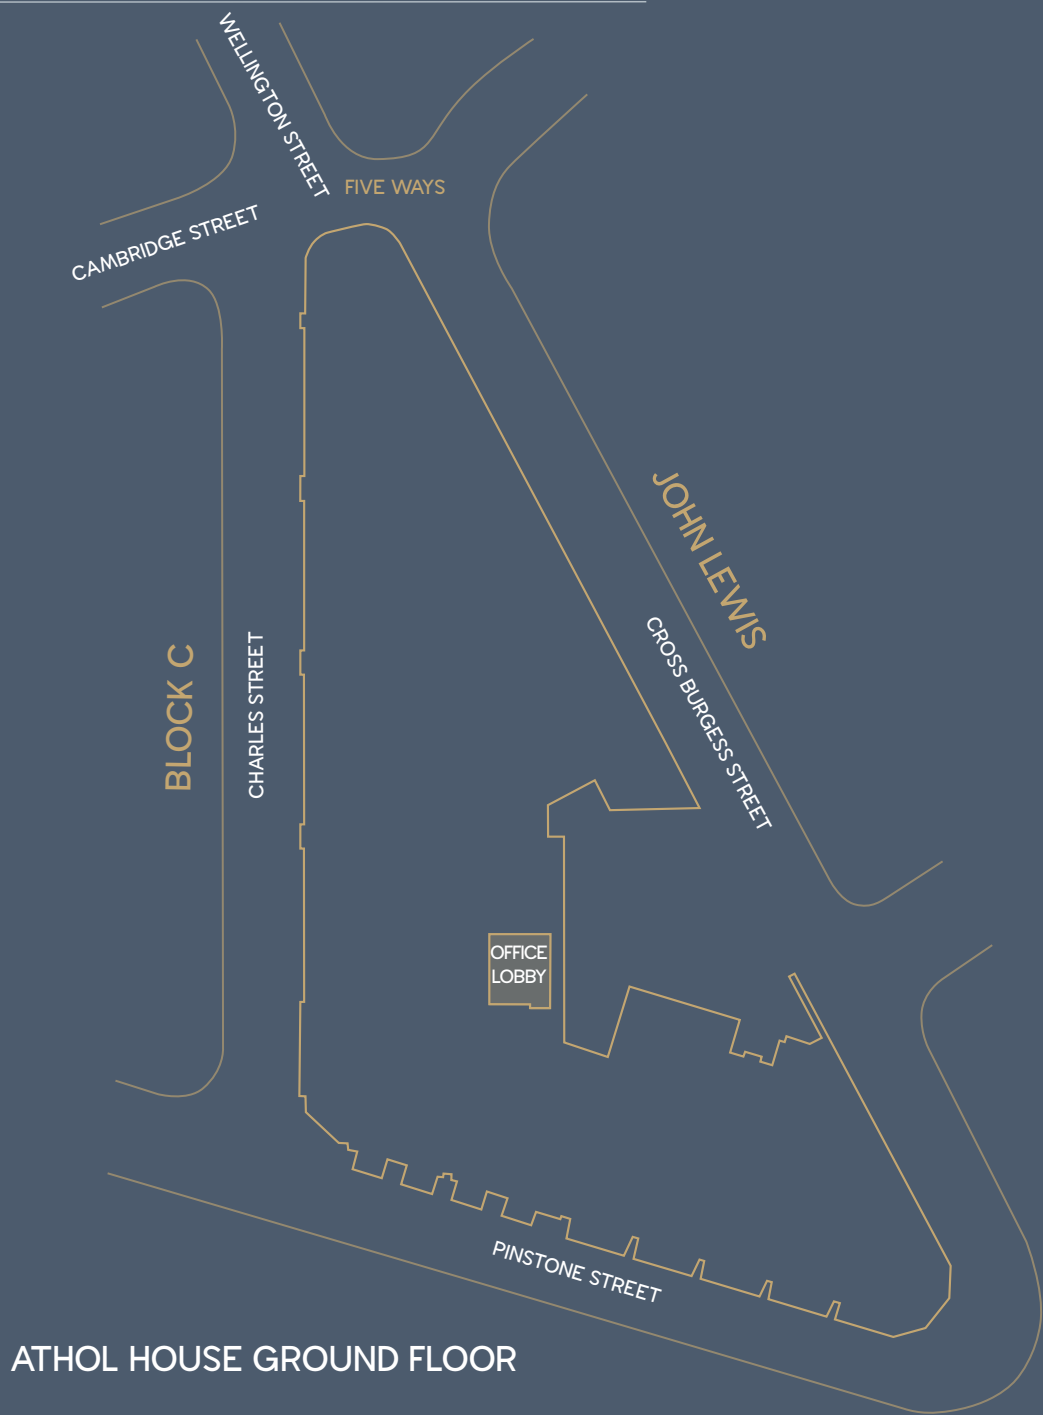 WELLINGTON STREET
FIVE WAYS
CAMBRIDGE STREET
JOHN LEWIS
CROSS BURGESS STREET
BLOCK C
CHARLES STREET
OFFICE
LOBBY
PINSTONE STREET
ATHOL HOUSE GROUND FLOOR